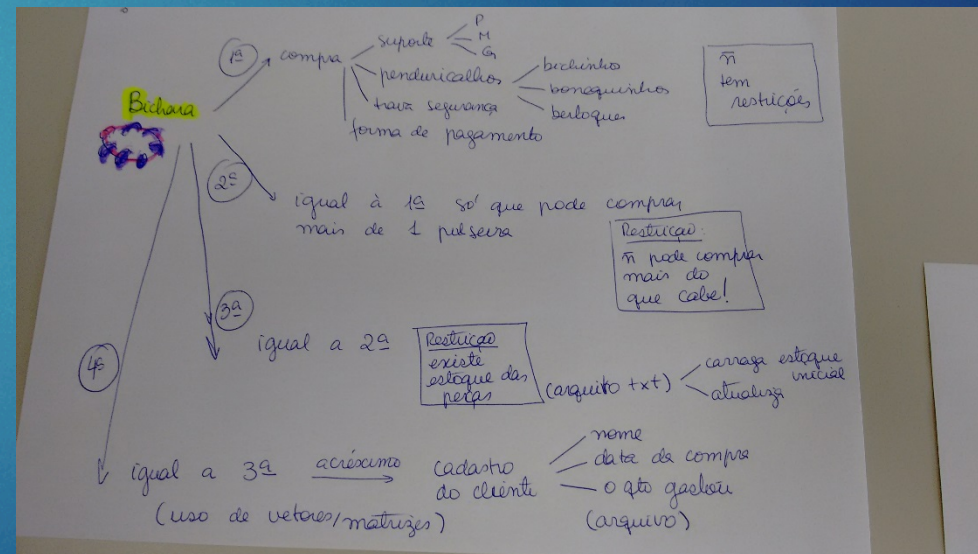 Bichara
1ª
compra
suporte
P
M
G
penduricalhos
bichinho
bonequinhos
berloques
trava segurança
forma de pagamento
ñ
tem
restrições
2ª
igual à 1ª só que pode comprar
mais de 1 pulseira
Restrição:
ñ pode comprar
mais do
que cabe!
3ª
igual a 2ª
Restrição
existe
estoque das
peças
(arquivo txt)
carrega estoque
inicial
atualiza
4ª
igual a 3ª
acréscimo
cadastro
do cliente
nome
data da compra
o qto gastou
(uso de vetores/matrizes)
(arquivo)